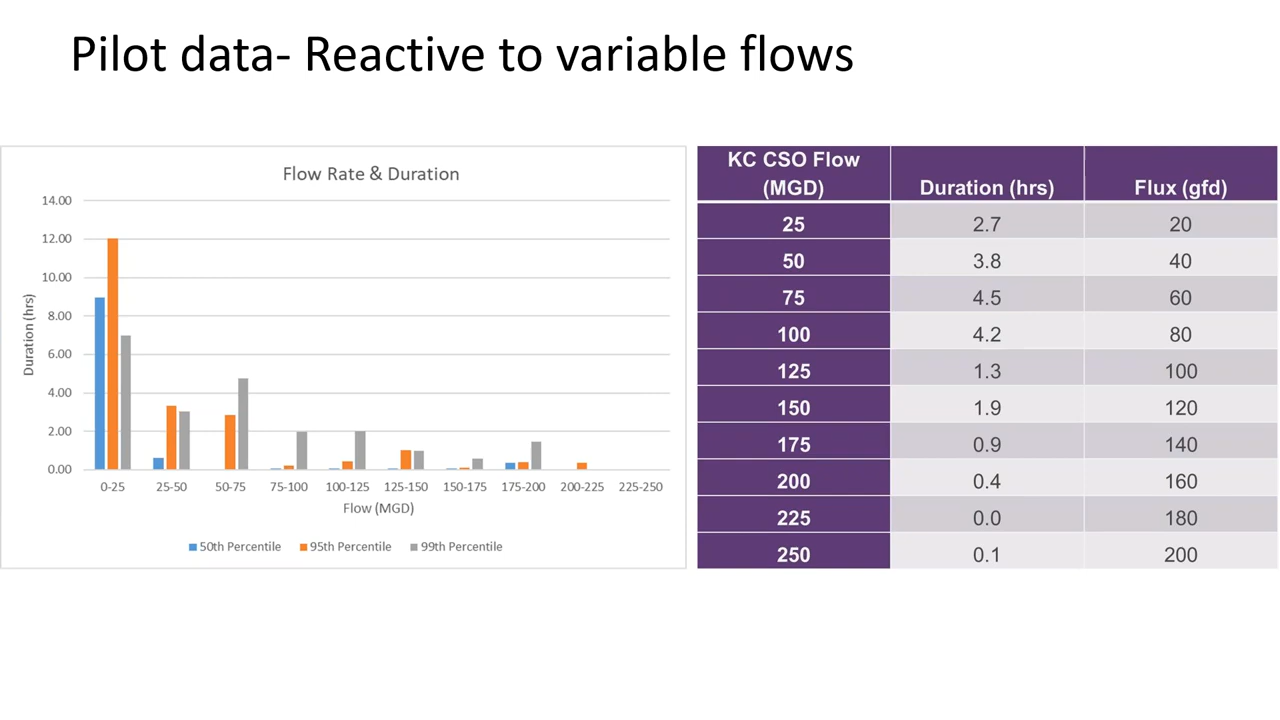 Pilot data- Reactive to variable flows
Flow Rate & Duration
14.00
12.00
10.00
8.00
6.00
4.00
2.00
0.00
Duration (hrs)
0-25 25-50 50-75 75-100 100-125 125-150 150-175 175-200 200-225 225-250
Flow (MGD)
50th Percentile 95th Percentile 99th Percentile
KC CSO Flow
(MGD) Duration (hrs) Flux (gfd)
25 2.7 20
50 3.8 40
75 4.5 60
100 4.2 80
125 1.3 100
150 1.9 120
175 0.9 140
200 0.4 160
225 0.0 180
250 0.1 200